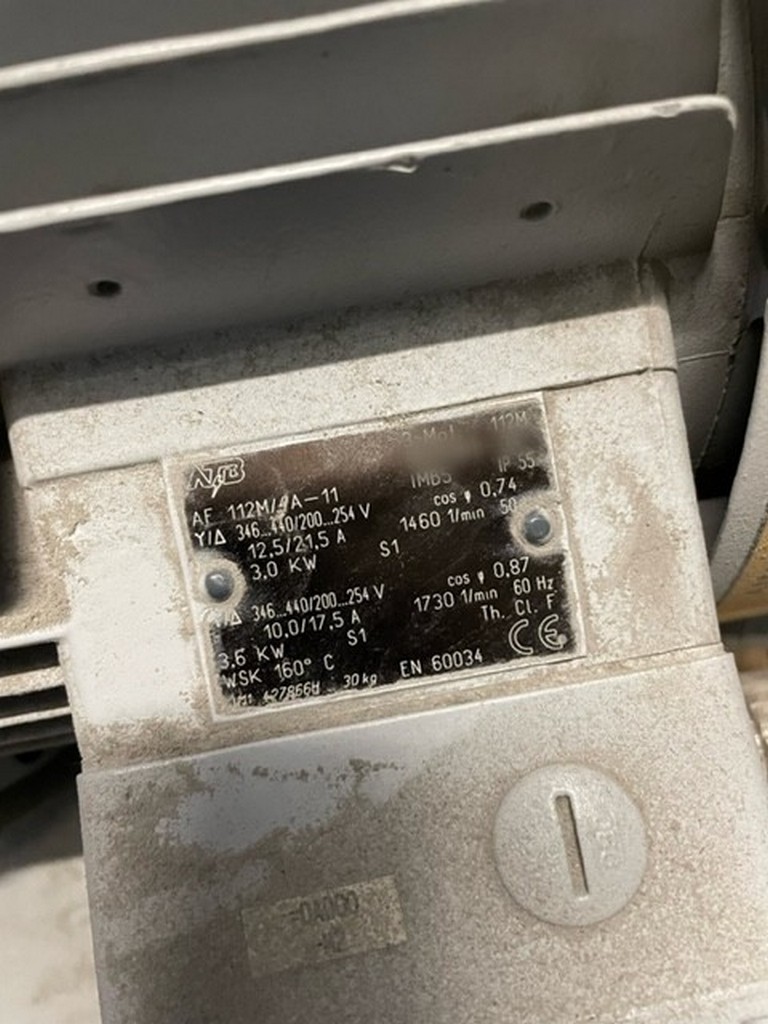 ATB
112M
IMB5 IP 55
AF 112M/4A-11 cos φ 0,74
Y/Δ 346...440/200...254 V 1460 1/min 50
12,5/21,5 A S1
3,0 KW
cos φ 0,87
Y/Δ 346...440/200...254 V 1730 1/min 60 Hz
10,0/17,5 A Th. Cl. F
3,6 KW S1
WSK 160° C EN 60034 CE
30 kg